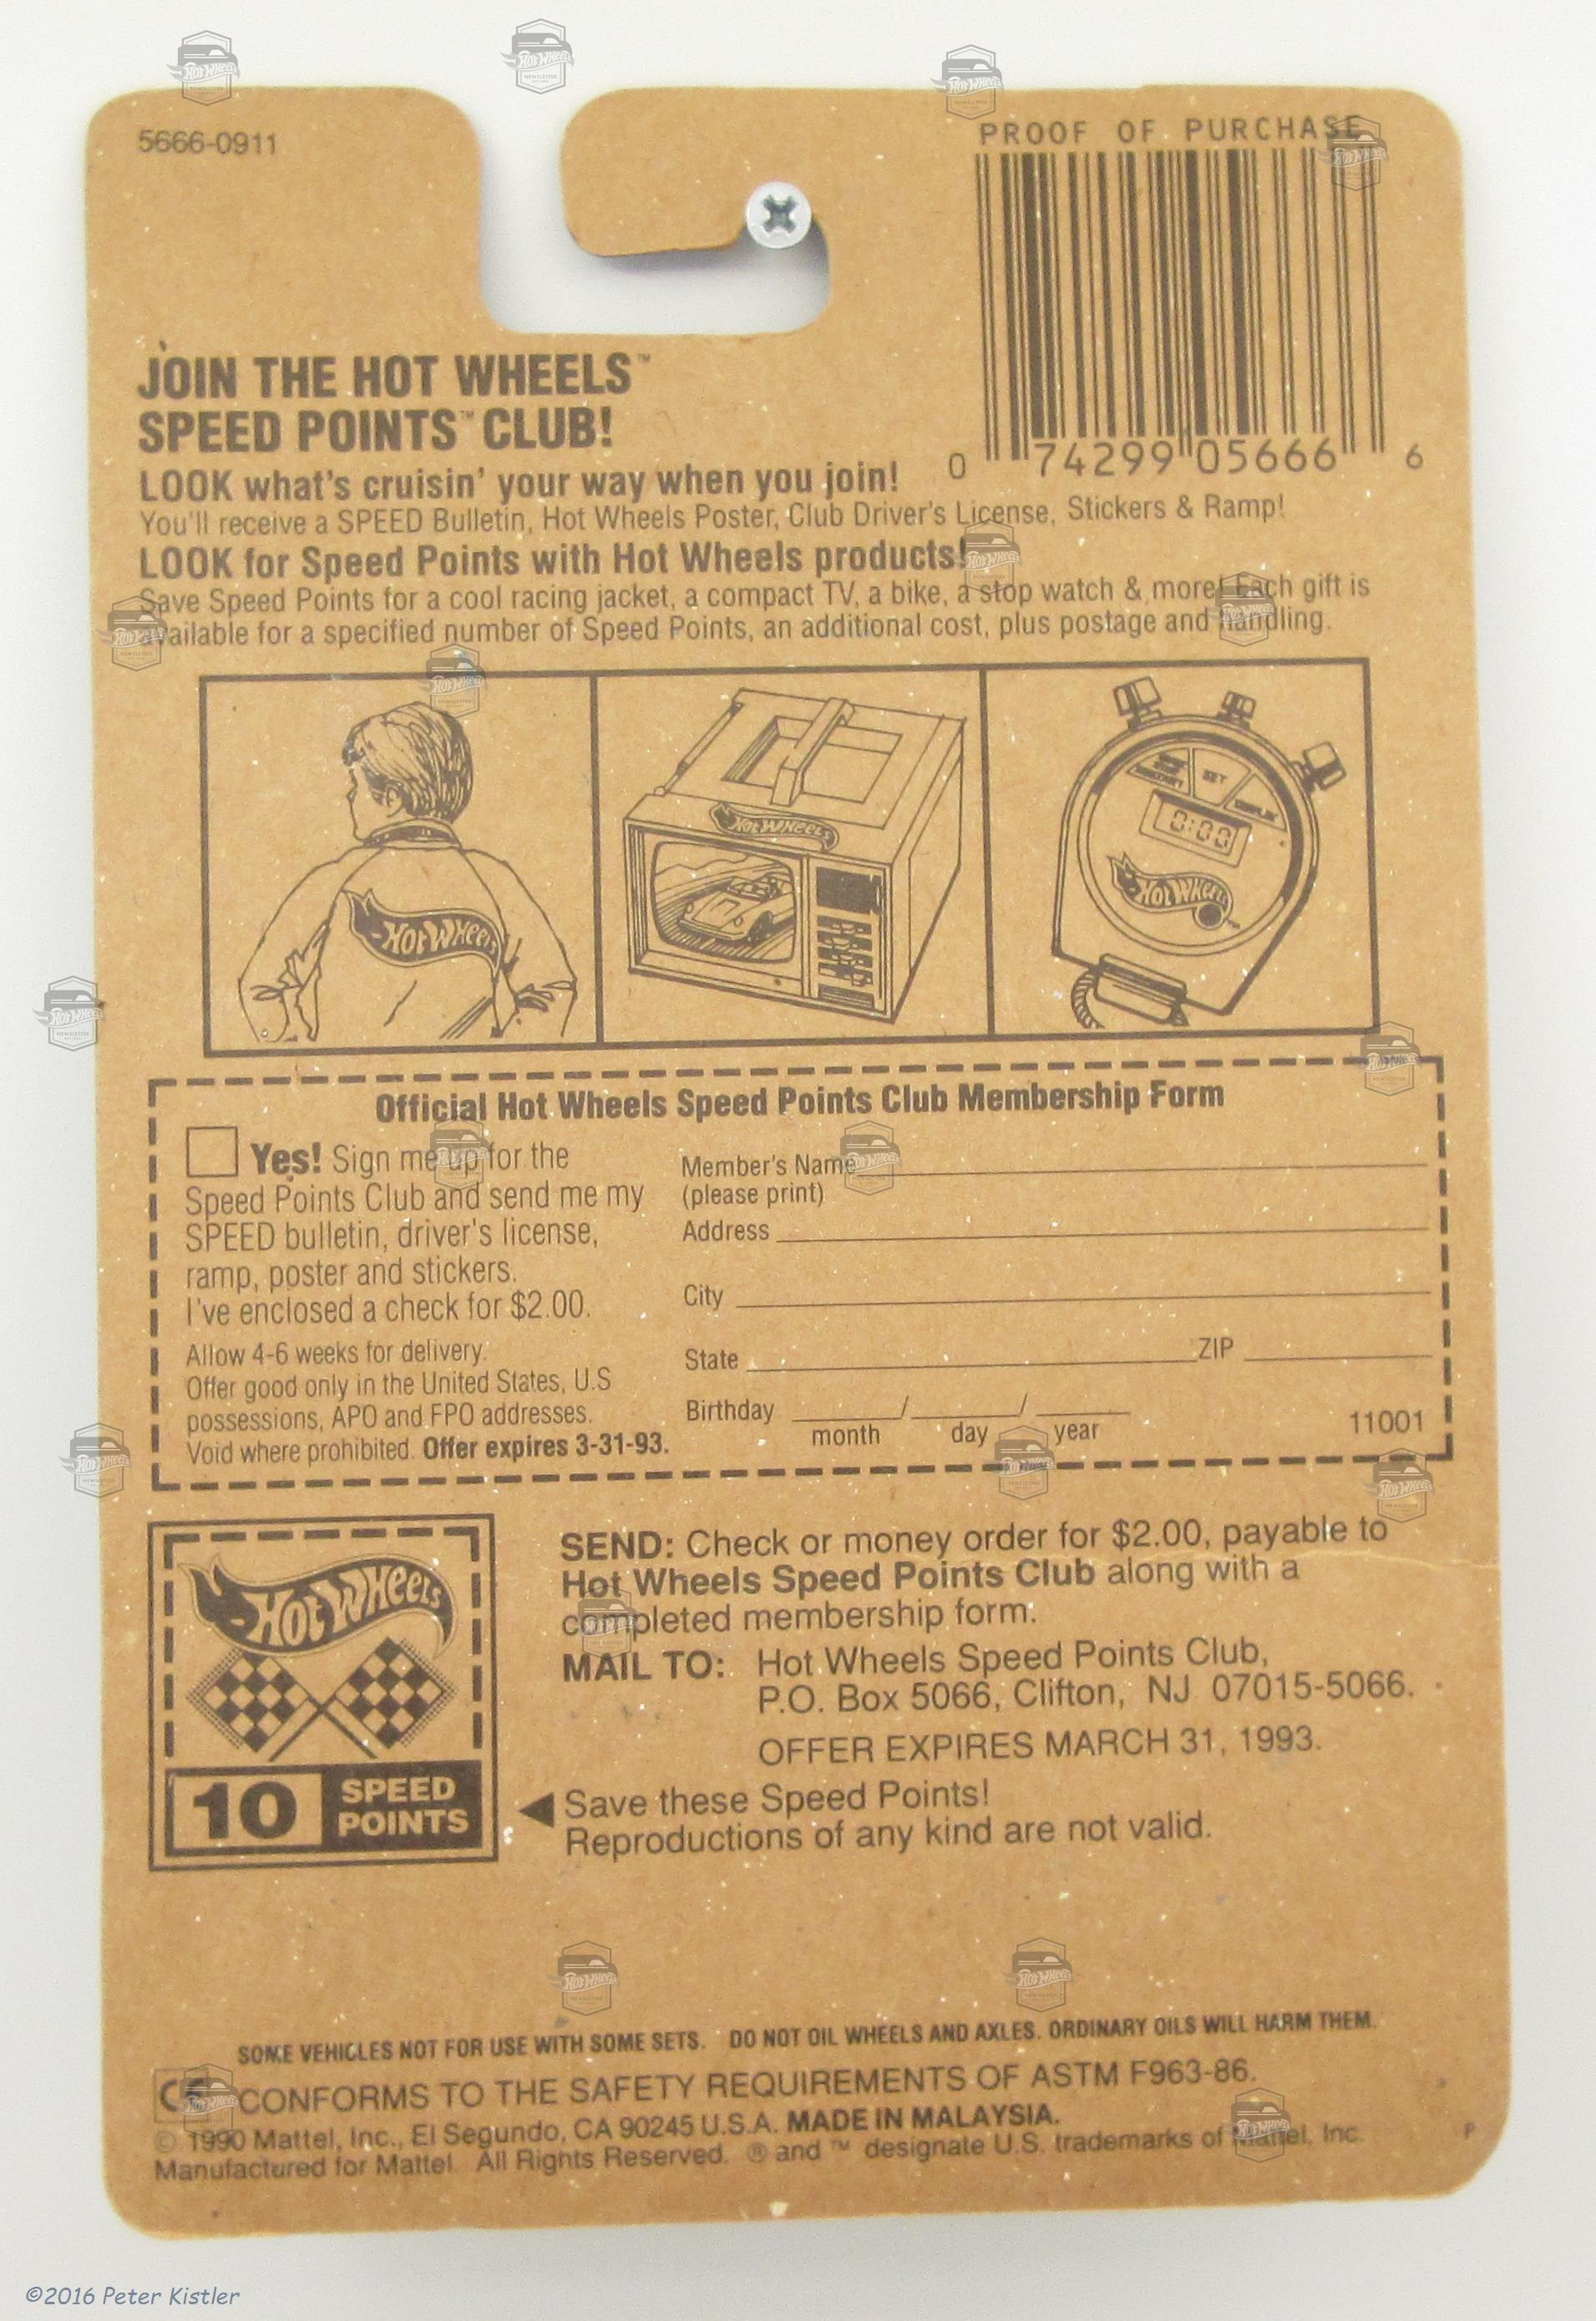 5666-0911
PROOF OF PURCHASE
0 74299 05666 6
JOIN THE HOT WHEELS™
SPEED POINTS™ CLUB!
LOOK what's cruisin' your way when you join!
You'll receive a SPEED Bulletin, Hot Wheels Poster, Club Driver's License, Stickers & Ramp!
LOOK for Speed Points with Hot Wheels products!
Save Speed Points for a cool racing jacket, a compact TV, a bike, a stop watch & more! Each gift is
available for a specified number of Speed Points, an additional cost, plus postage and handling.
HOT WHEELS
HOT WHEELS
SET
0:00
HOT WHEELS
Official Hot Wheels Speed Points Club Membership Form
Yes! Sign me up for the
Speed Points Club and send me my
SPEED bulletin, driver's license,
ramp, poster and stickers.
I've enclosed a check for $2.00.
Allow 4-6 weeks for delivery.
Offer good only in the United States, U.S
possessions, APO and FPO addresses.
Void where prohibited. Offer expires 3-31-93.
Member's Name
(please print)
Address
City
State ZIP
Birthday / /
month day year
11001
HOT WHEELS
10 SPEED POINTS
SEND: Check or money order for $2.00, payable to
Hot Wheels Speed Points Club along with a
completed membership form.
MAIL TO: Hot Wheels Speed Points Club,
P.O. Box 5066, Clifton, NJ 07015-5066.
OFFER EXPIRES MARCH 31, 1993.
Save these Speed Points!
Reproductions of any kind are not valid.
SOME VEHICLES NOT FOR USE WITH SOME SETS. DO NOT OIL WHEELS AND AXLES. ORDINARY OILS WILL HARM THEM.
CE CONFORMS TO THE SAFETY REQUIREMENTS OF ASTM F963-86.
© 1990 Mattel, Inc., El Segundo, CA 90245 U.S.A. MADE IN MALAYSIA.
Manufactured for Mattel. All Rights Reserved. ® and ™ designate U.S. trademarks of Mattel, Inc.
P
©2016 Peter Kistler